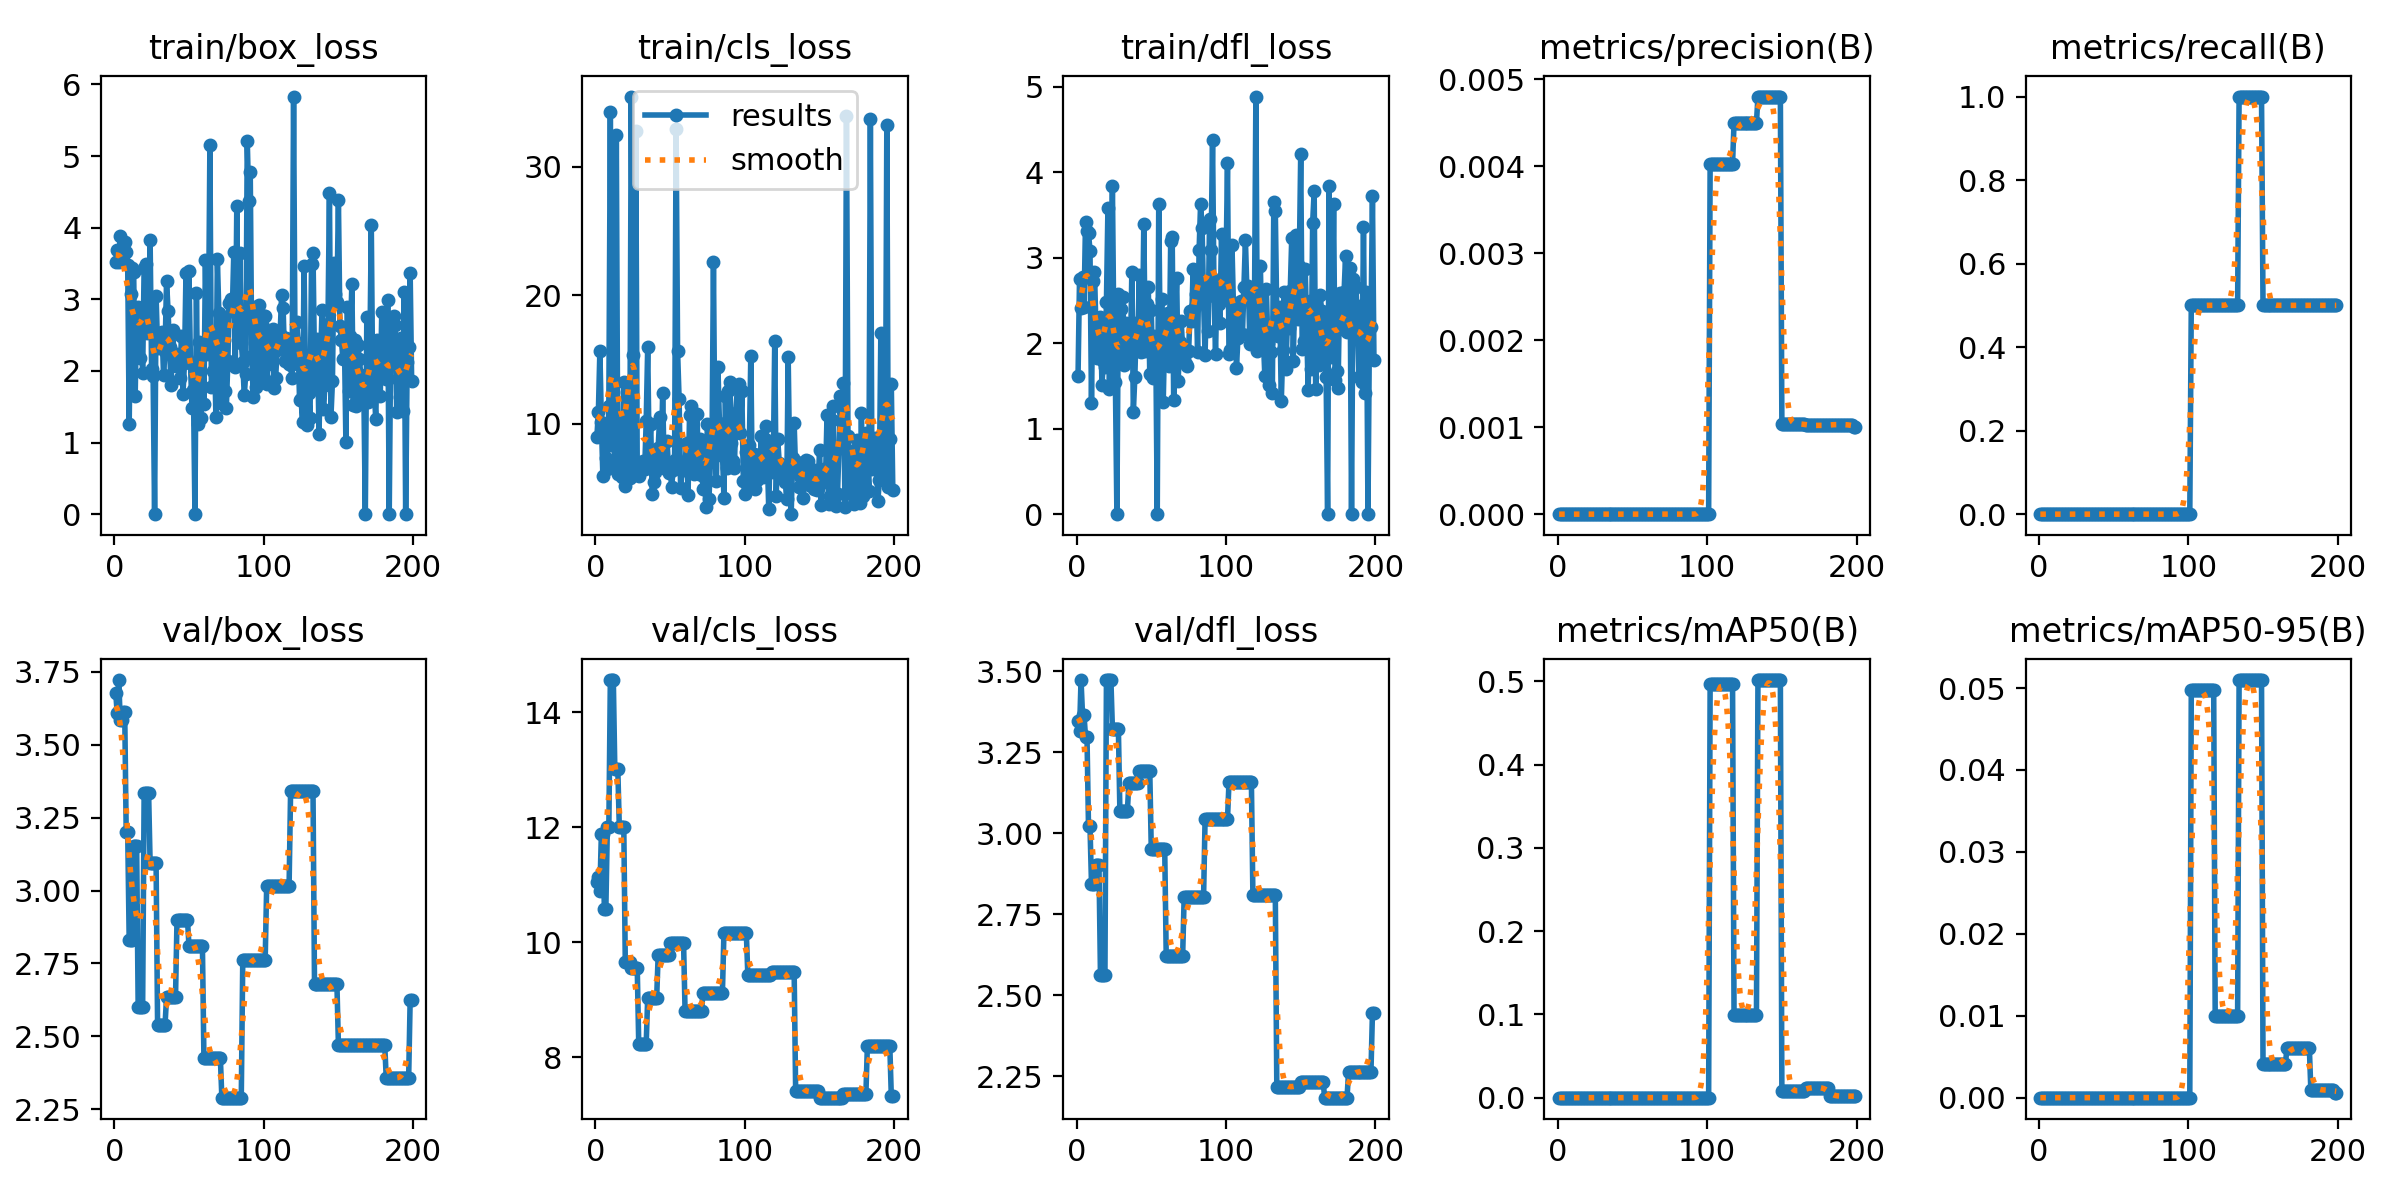 train/box_loss
train/cls_loss
train/dfl_loss
metrics/precision(B)
metrics/recall(B)
6
5
4
3
2
1
0
0 100 200
30
20
10
results
smooth
0 100 200
5
4
3
2
1
0
0 100 200
0.005
0.004
0.003
0.002
0.001
0.000
0 100 200
1.0
0.8
0.6
0.4
0.2
0.0
0 100 200
val/box_loss
val/cls_loss
val/dfl_loss
metrics/mAP50(B)
metrics/mAP50-95(B)
3.75
3.50
3.25
3.00
2.75
2.50
2.25
0 100 200
14
12
10
8
0 100 200
3.50
3.25
3.00
2.75
2.50
2.25
0 100 200
0.5
0.4
0.3
0.2
0.1
0.0
0 100 200
0.05
0.04
0.03
0.02
0.01
0.00
0 100 200